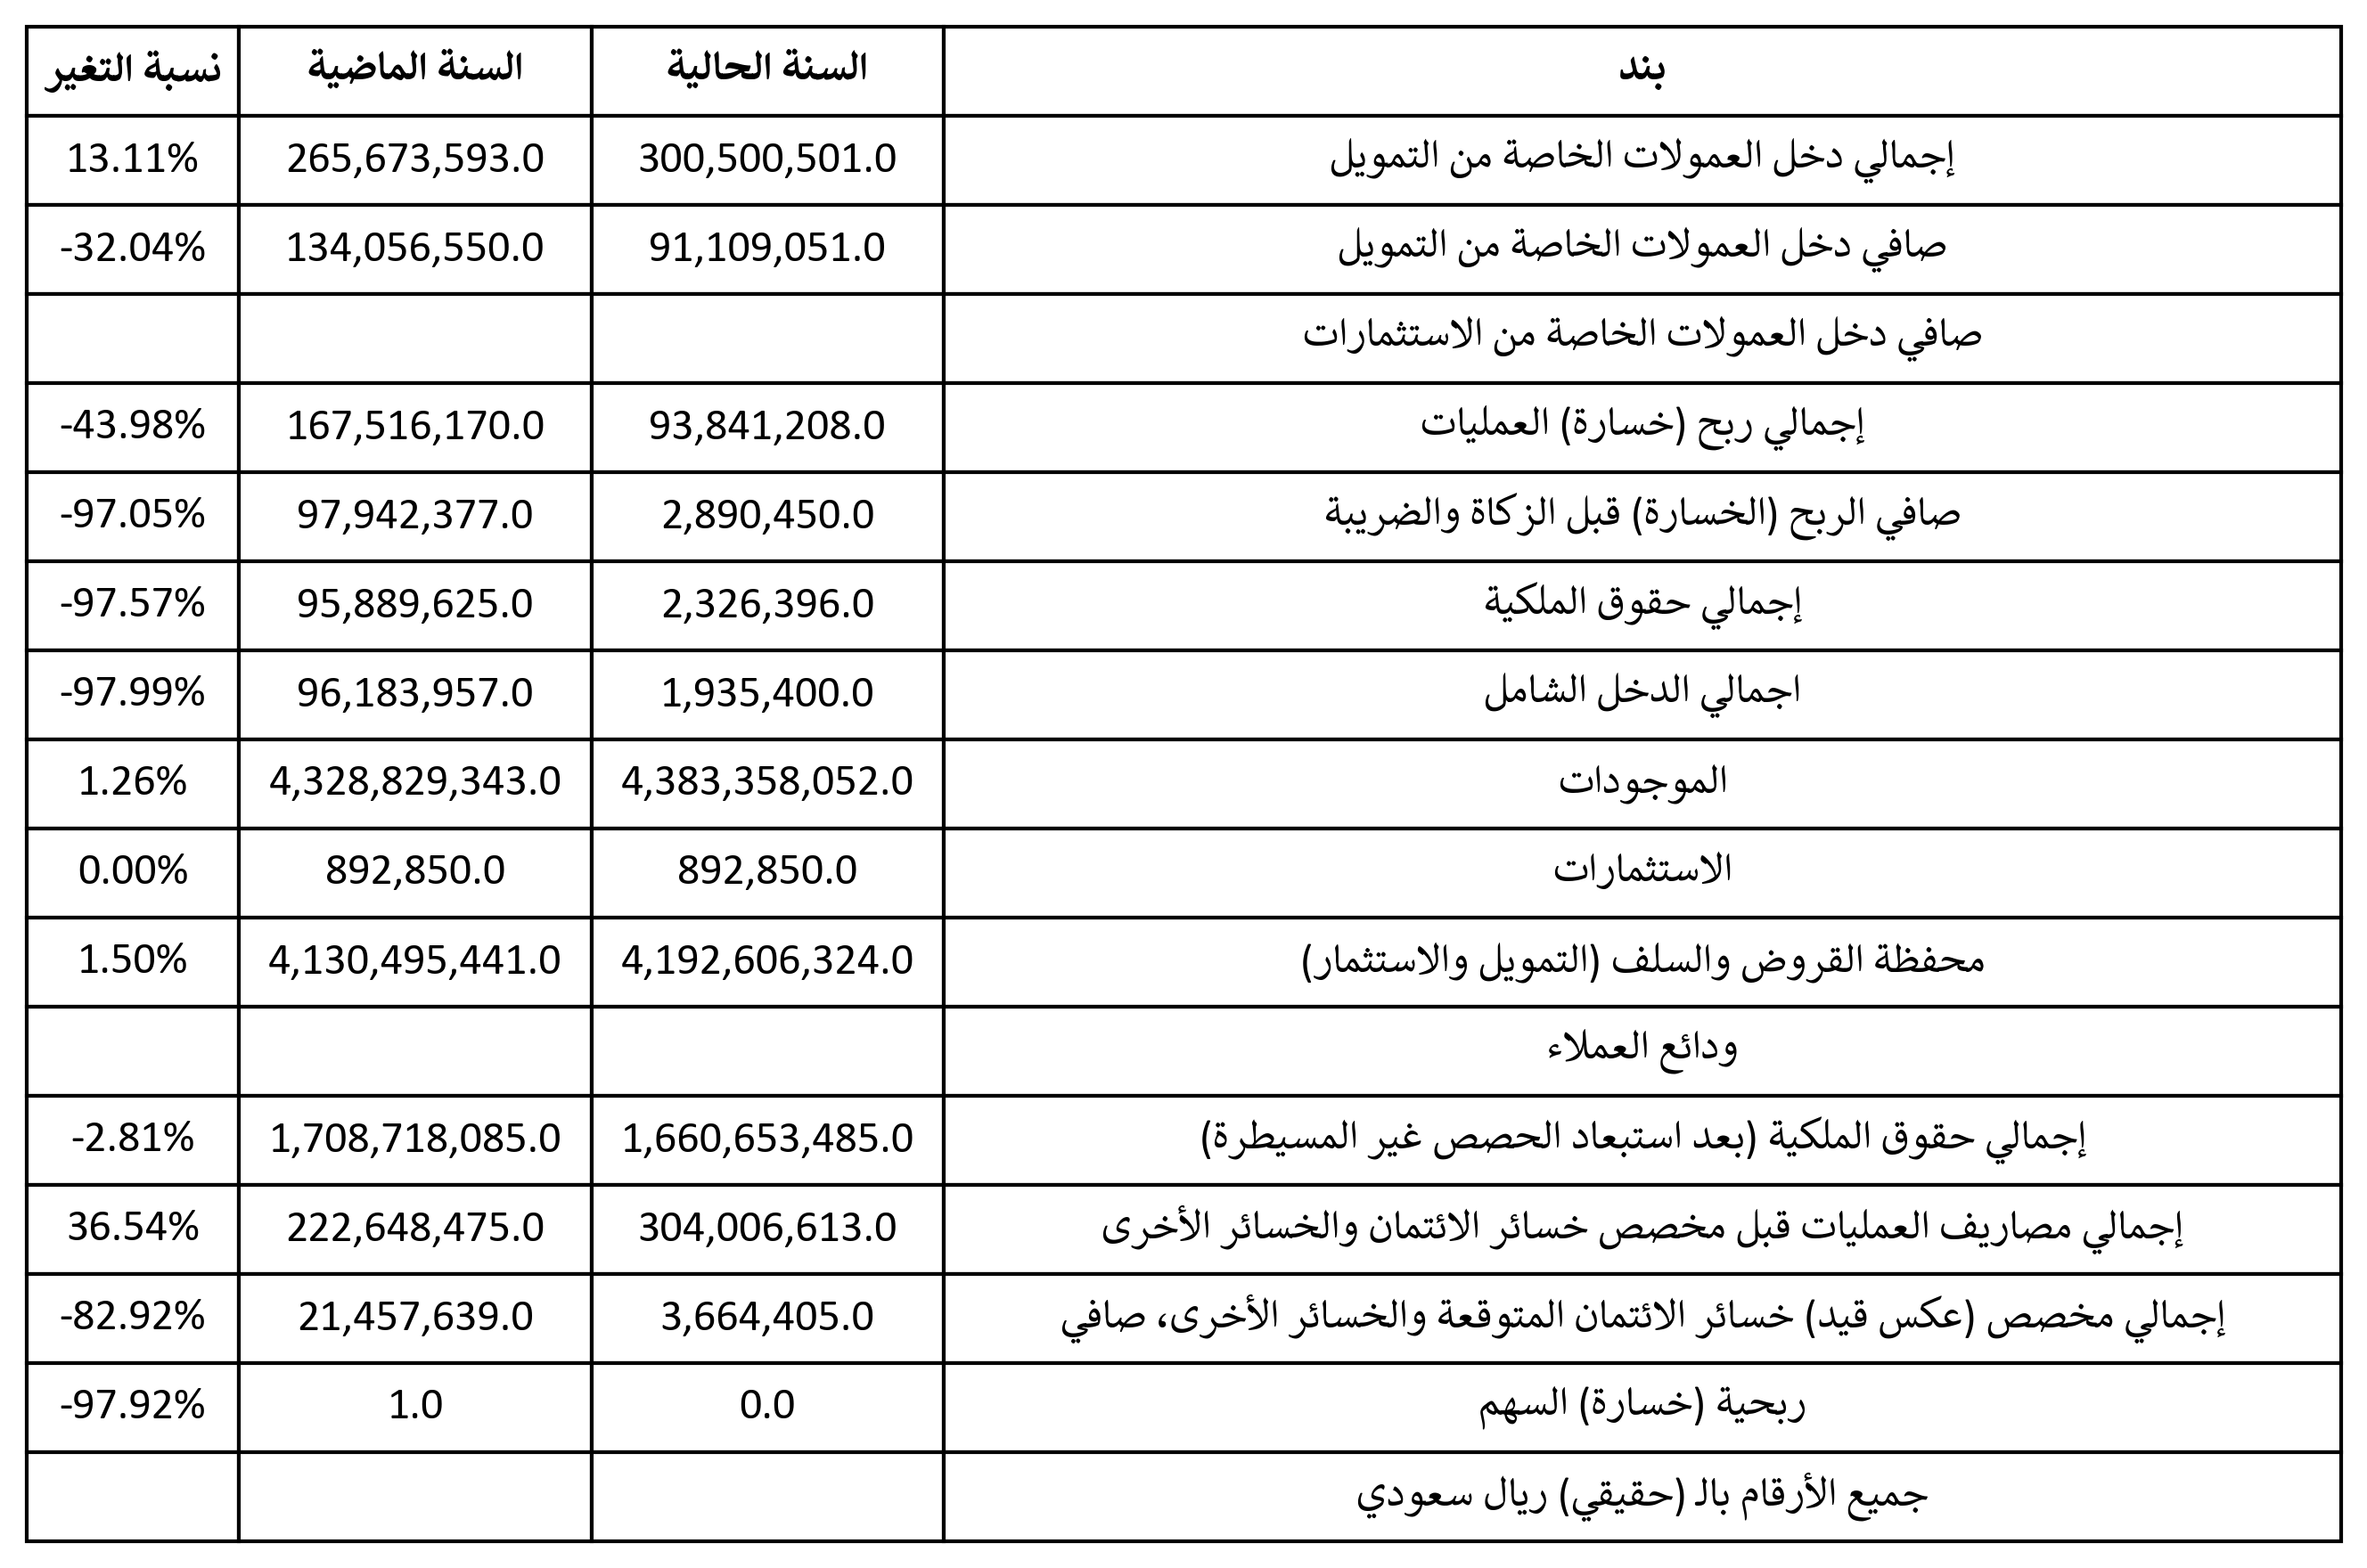 بند السنة الحالية السنة الماضية نسبة التغير
إجمالي دخل العمولات الخاصة من التمويل 300,500,501.0 265,673,593.0 13.11%
صافي دخل العمولات الخاصة من التمويل 91,109,051.0 134,056,550.0 -32.04%
صافي دخل العمولات الخاصة من الاستثمارات
إجمالي ربح (خسارة) العمليات 93,841,208.0 167,516,170.0 -43.98%
صافي الربح (الخسارة) قبل الزكاة والضريبة 2,890,450.0 97,942,377.0 -97.05%
إجمالي حقوق الملكية 2,326,396.0 95,889,625.0 -97.57%
اجمالي الدخل الشامل 1,935,400.0 96,183,957.0 -97.99%
الموجودات 4,383,358,052.0 4,328,829,343.0 1.26%
الاستثمارات 892,850.0 892,850.0 0.00%
محفظة القروض والسلف (التمويل والاستثمار) 4,192,606,324.0 4,130,495,441.0 1.50%
ودائع العملاء
إجمالي حقوق الملكية (بعد استبعاد الحصص غير المسيطرة) 1,660,653,485.0 1,708,718,085.0 -2.81%
إجمالي مصاريف العمليات قبل مخصص خسائر الائتمان والخسائر الأخرى 304,006,613.0 222,648,475.0 36.54%
إجمالي مخصص (عكس قيد) خسائر الائتمان المتوقعة والخسائر الأخرى، صافي 3,664,405.0 21,457,639.0 -82.92%
ربحية (خسارة) السهم 0.0 1.0 -97.92%
جميع الأرقام بالـ (حقيقي) ريال سعودي